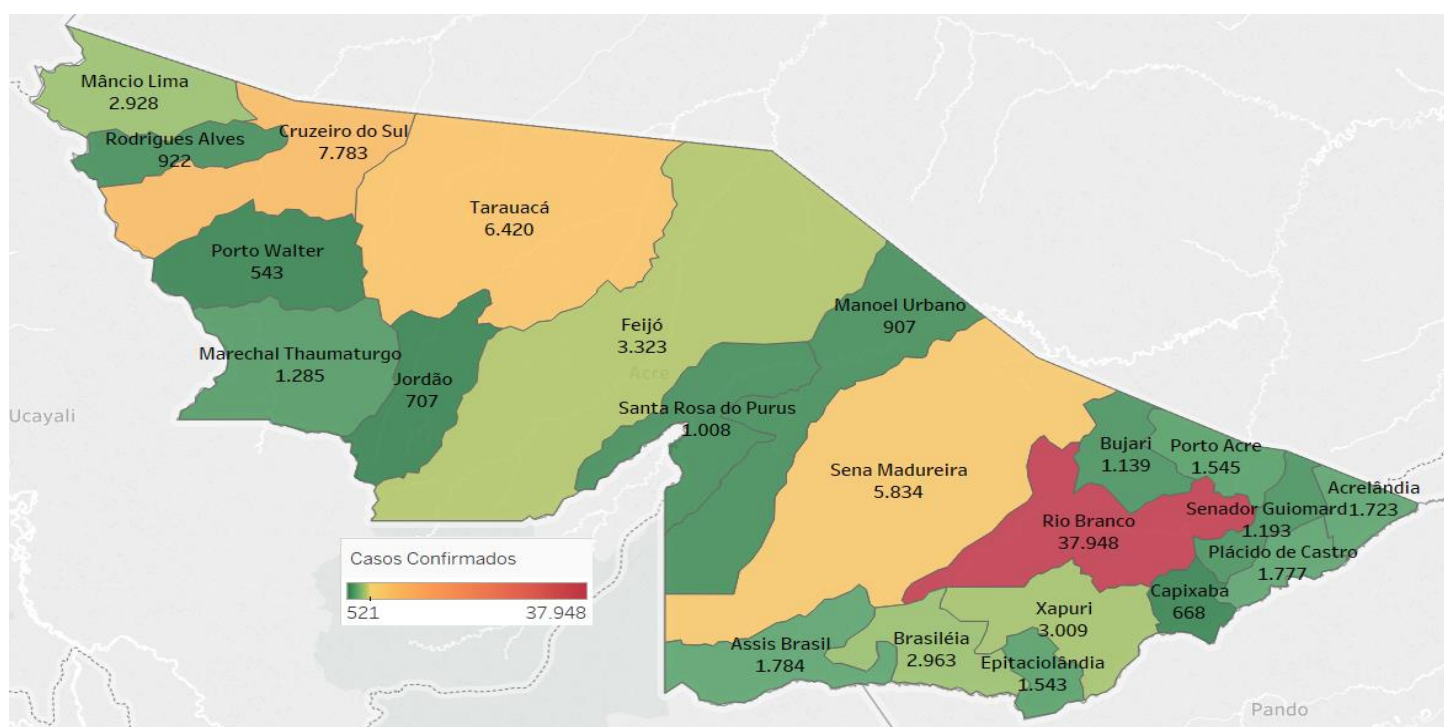 Mâncio Lima
2.928
Rodrigues Alves
922
Cruzeiro do Sul
7.783
Tarauacá
6.420
Porto Walter
543
Marechal Thaumaturgo
1.285
Jordão
707
Feijó
3.323
Acre
Manoel Urbano
907
Santa Rosa do Purus
1.008
Ucayali
Sena Madureira
5.834
Bujari
1.139
Porto Acre
1.545
Acrelândia
1.723
Rio Branco
37.948
Senador Guiomard
1.193
Plácido de Castro
1.777
Capixaba
668
Xapuri
3.009
Assis Brasil
1.784
Brasiléia
2.963
Epitaciolândia
1.543
Pando
Casos Confirmados
521
37.948